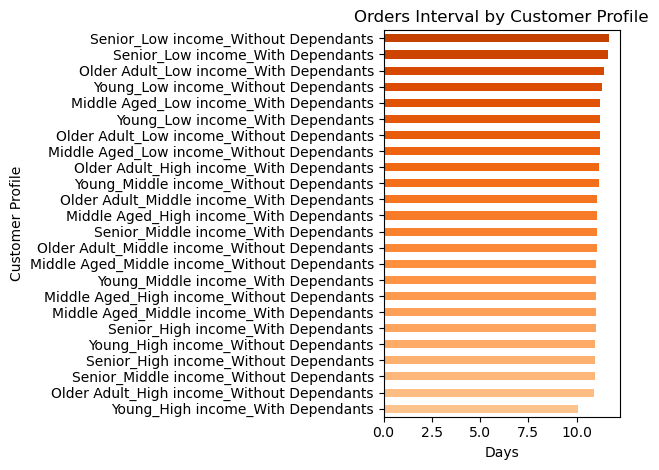 Orders Interval by Customer Profile
Senior_Low income_Without Dependants
Senior_Low income_With Dependants
Older Adult_Low income_With Dependants
Young_Low income_Without Dependants
Middle Aged_Low income_With Dependants
Young_Low income_With Dependants
Older Adult_Low income_Without Dependants
Middle Aged_Low income_Without Dependants
Older Adult_High income_With Dependants
Young_Middle income_Without Dependants
Older Adult_Middle income_With Dependants
Middle Aged_High income_With Dependants
Senior_Middle income_With Dependants
Older Adult_Middle income_Without Dependants
Middle Aged_Middle income_Without Dependants
Young_Middle income_With Dependants
Middle Aged_High income_Without Dependants
Middle Aged_Middle income_With Dependants
Senior_High income_With Dependants
Young_High income_Without Dependants
Senior_High income_Without Dependants
Senior_Middle income_Without Dependants
Older Adult_High income_Without Dependants
Young_High income_With Dependants
Customer Profile
0.0 2.5 5.0 7.5 10.0
Days